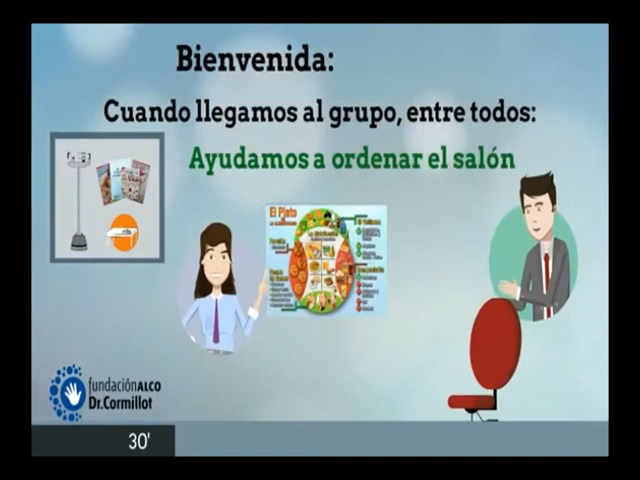 Bienvenida:
Cuando llegamos al grupo, entre todos:
Ayudamos a ordenar el salón
El Plato
fundaciónALCO
Dr.Cormillot
30'